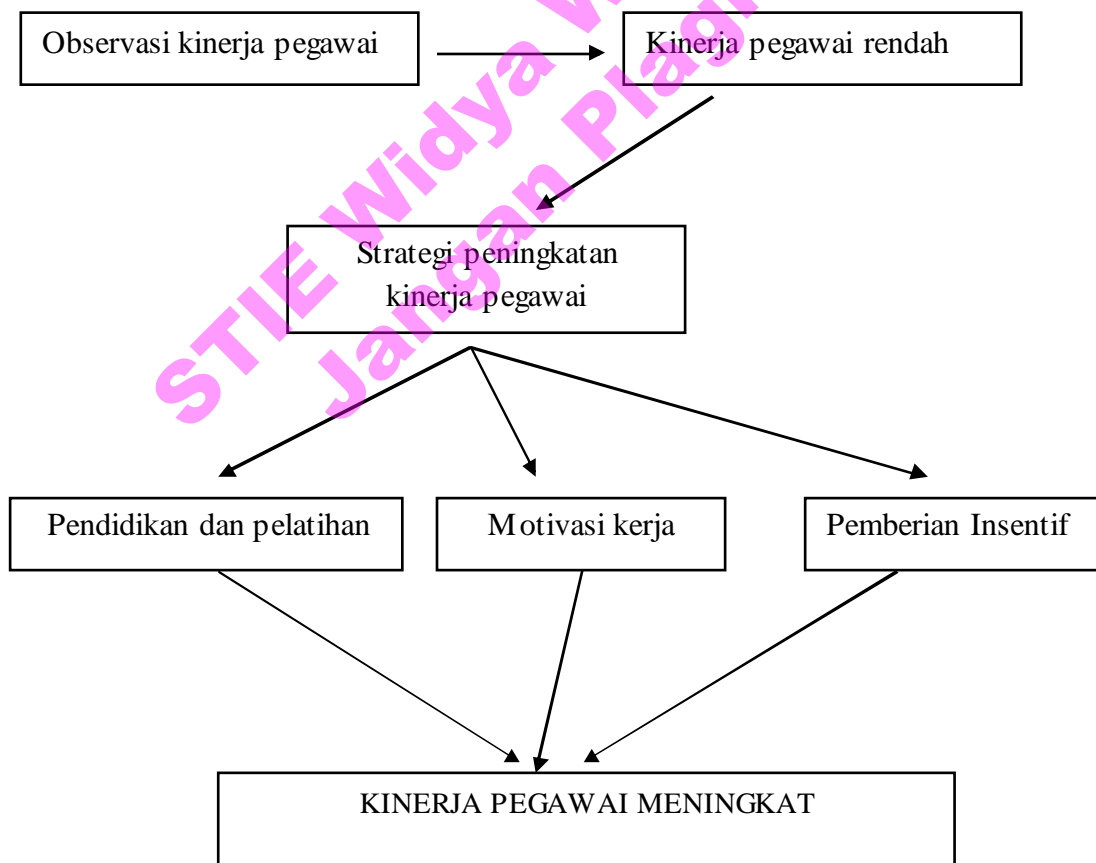 Observasi kinerja pegawai
Kinerja pegawai rendah
Strategi peningkatan
kinerja pegawai
Pendidikan dan pelatihan
Motivasi kerja
Pemberian Insentif
KINERJA PEGAWAI MENINGKAT
STIE Widya
Jangan